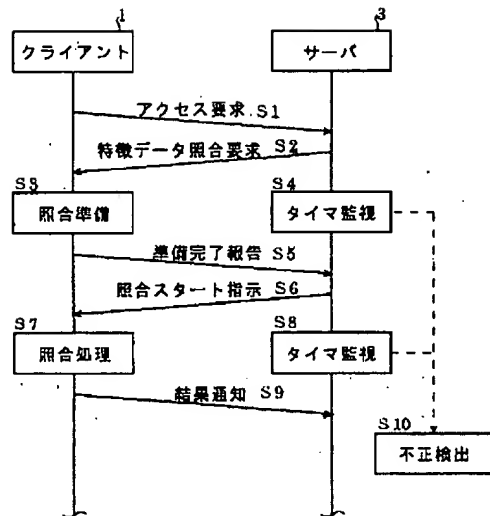 1
3
クライアント
サーバ
アクセス要求 S1
特徴データ照合要求 S2
S3
S4
照合準備
タイマ監視
準備完了報告 S5
照合スタート指示 S6
S7
S8
照合処理
タイマ監視
結果通知 S9
S10
不正検出